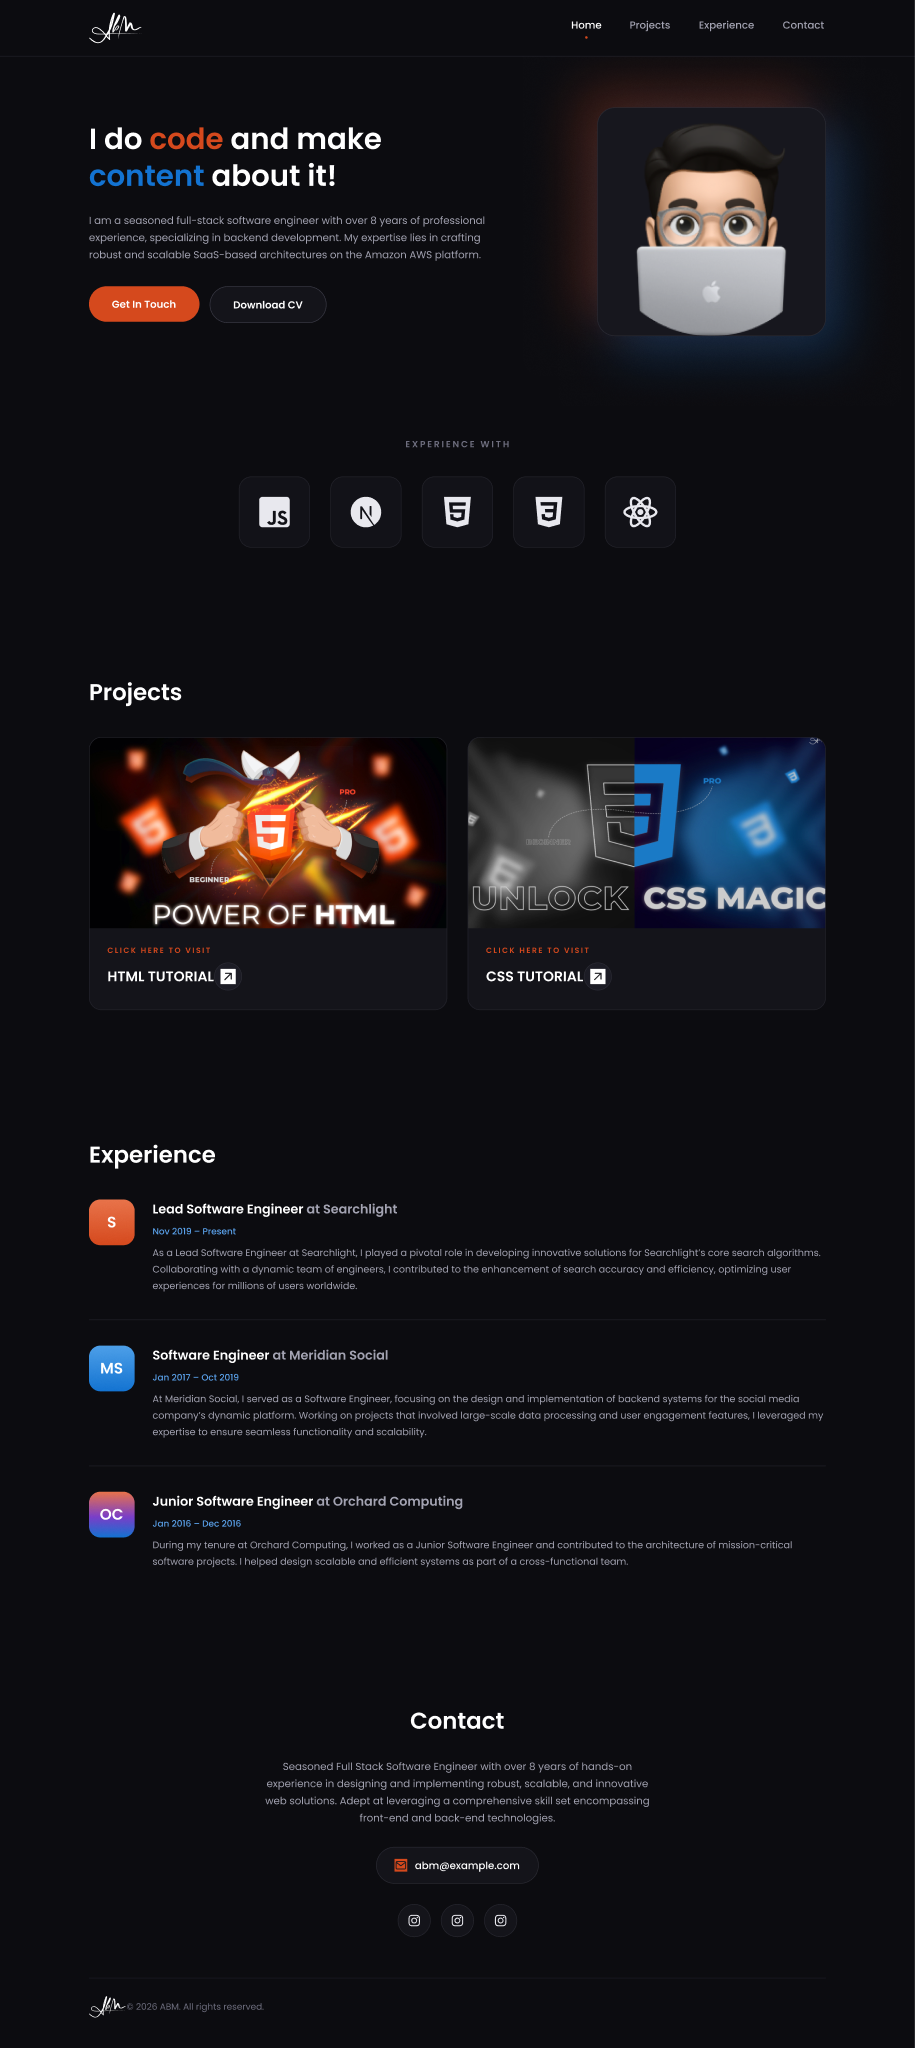 ABM
Home Projects Experience Contact
I do code and make
content about it!
I am a seasoned full-stack software engineer with over 8 years of professional
experience, specializing in backend development. My expertise lies in crafting
robust and scalable SaaS-based architectures on the Amazon AWS platform.
Get In Touch Download CV
EXPERIENCE WITH
JS N 5 3
Projects
5
PRO
BEGINNER
POWER OF HTML
CLICK HERE TO VISIT
HTML TUTORIAL
3
PRO
BEGINNER
UNLOCK CSS MAGIC
CLICK HERE TO VISIT
CSS TUTORIAL
Experience
S
Lead Software Engineer at Searchlight
Nov 2019 – Present
As a Lead Software Engineer at Searchlight, I played a pivotal role in developing innovative solutions for Searchlight's core search algorithms.
Collaborating with a dynamic team of engineers, I contributed to the enhancement of search accuracy and efficiency, optimizing user
experiences for millions of users worldwide.
MS
Software Engineer at Meridian Social
Jan 2017 – Oct 2019
At Meridian Social, I served as a Software Engineer, focusing on the design and implementation of backend systems for the social media
company's dynamic platform. Working on projects that involved large-scale data processing and user engagement features, I leveraged my
expertise to ensure seamless functionality and scalability.
OC
Junior Software Engineer at Orchard Computing
Jan 2016 – Dec 2016
During my tenure at Orchard Computing, I worked as a Junior Software Engineer and contributed to the architecture of mission-critical
software projects. I helped design scalable and efficient systems as part of a cross-functional team.
Contact
Seasoned Full Stack Software Engineer with over 8 years of hands-on
experience in designing and implementing robust, scalable, and innovative
web solutions. Adept at leveraging a comprehensive skill set encompassing
front-end and back-end technologies.
abm@example.com
ABM © 2026 ABM. All rights reserved.